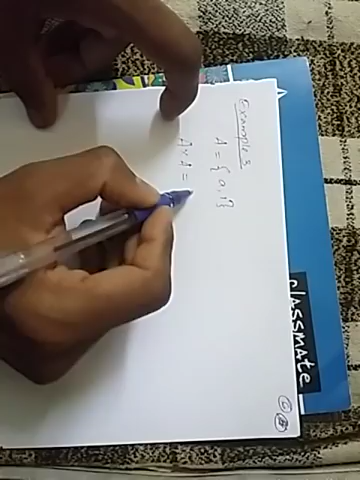 Example 3
A = {0, 1}
A × A =
classmate